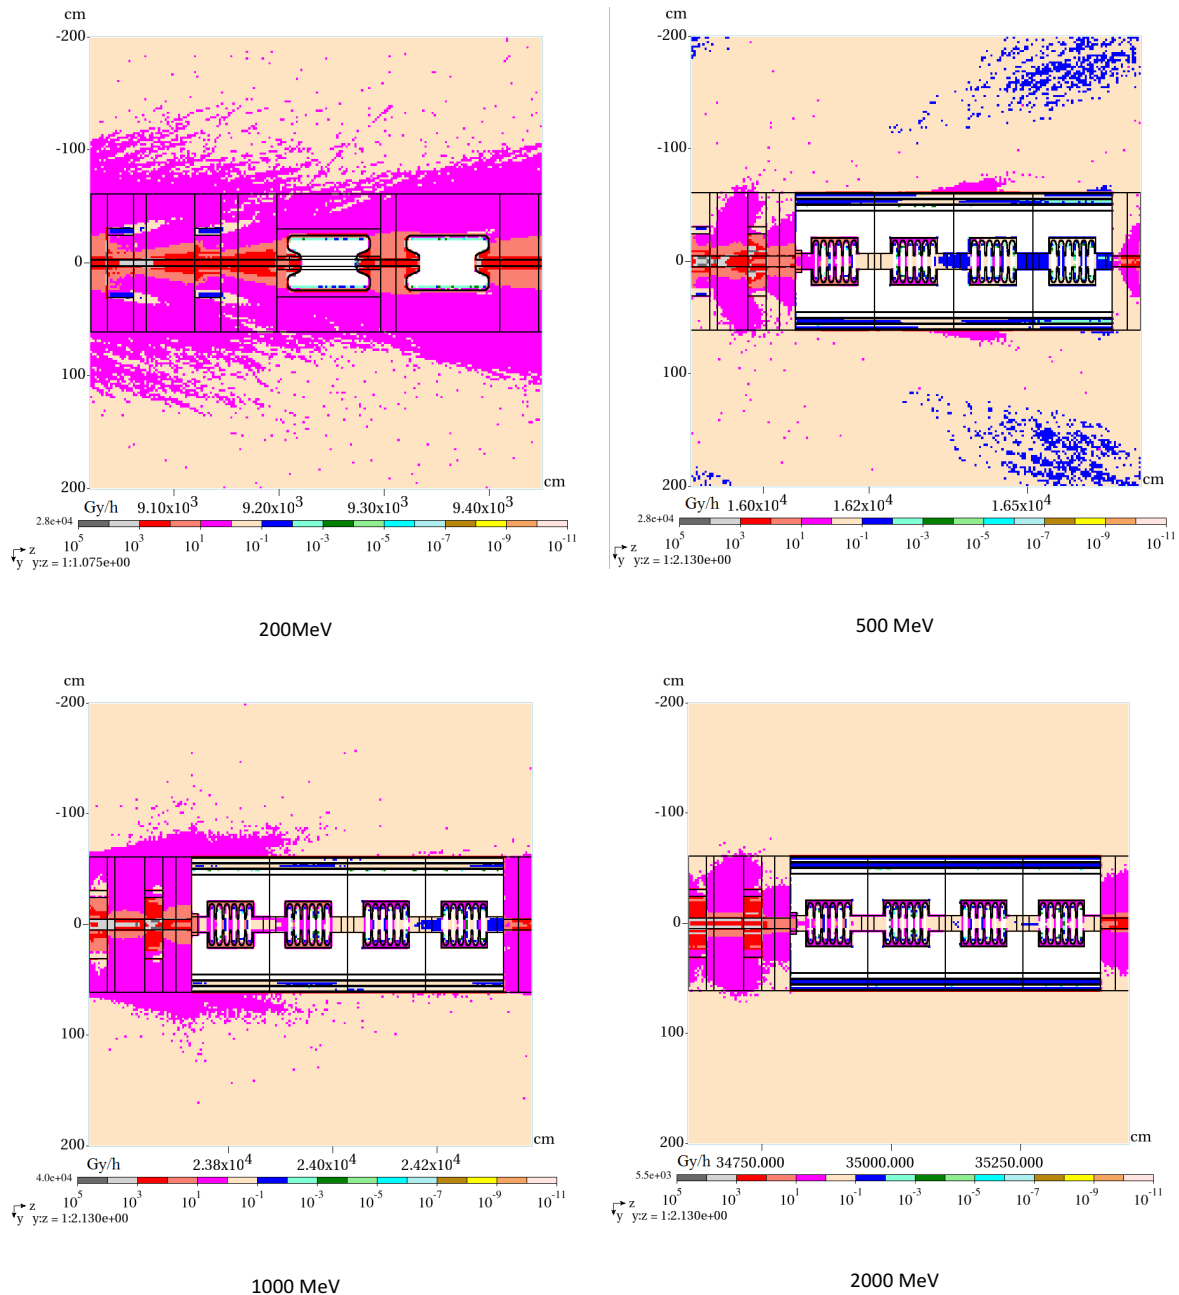 cm
-200
-100
0
100
200
cm
9.10x10³ 9.20x10³ 9.30x10³ 9.40x10³
Gy/h
2.8e+04
10⁵ 10³ 10¹ 10⁻¹ 10⁻³ 10⁻⁵ 10⁻⁷ 10⁻⁹ 10⁻¹¹
z
y y:z = 1:1.075e+00
200MeV
cm
-200
-100
0
100
200
cm
1.60x10⁴ 1.62x10⁴ 1.65x10⁴
Gy/h
2.8e+04
10⁵ 10³ 10¹ 10⁻¹ 10⁻³ 10⁻⁵ 10⁻⁷ 10⁻⁹ 10⁻¹¹
z
y y:z = 1:2.130e+00
500 MeV
cm
-200
-100
0
100
200
cm
2.38x10⁴ 2.40x10⁴ 2.42x10⁴
Gy/h
4.0e+04
10⁵ 10³ 10¹ 10⁻¹ 10⁻³ 10⁻⁵ 10⁻⁷ 10⁻⁹ 10⁻¹¹
z
y y:z = 1:2.130e+00
1000 MeV
cm
-200
-100
0
100
200
cm
34750.000 35000.000 35250.000
Gy/h
5.5e+03
10⁵ 10³ 10¹ 10⁻¹ 10⁻³ 10⁻⁵ 10⁻⁷ 10⁻⁹ 10⁻¹¹
z
y y:z = 1:2.130e+00
2000 MeV